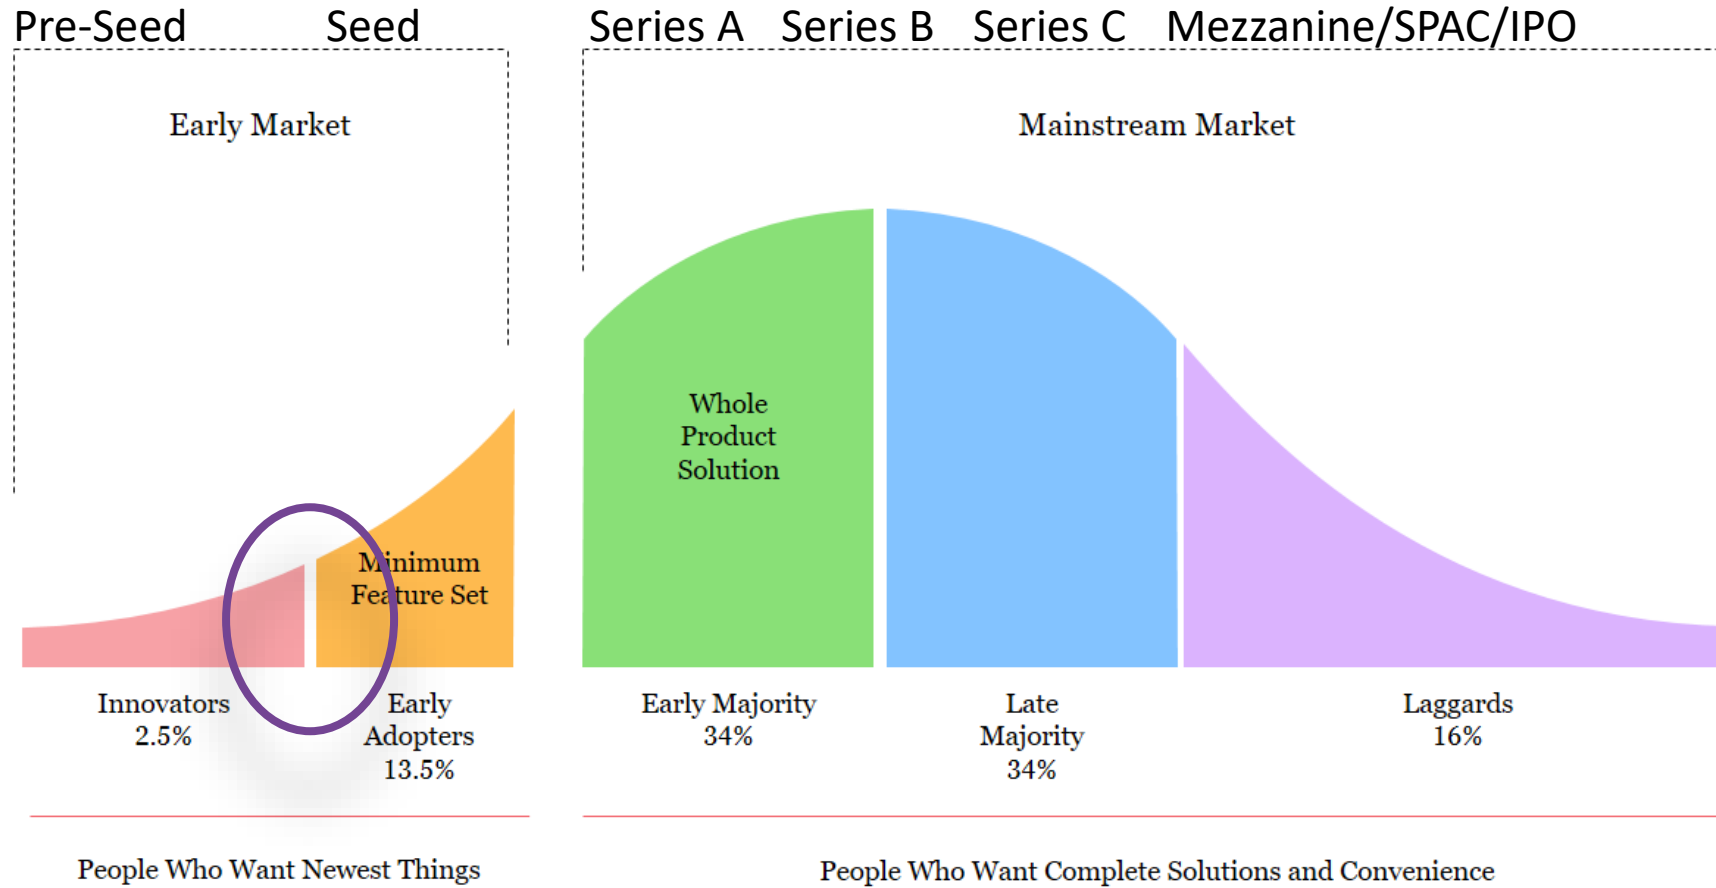 Pre-Seed Seed Series A Series B Series C Mezzanine/SPAC/IPO
Early Market
Mainstream Market
Whole
Product
Solution
Minimum
Feature Set
Innovators
2.5%
Early
Adopters
13.5%
Early Majority
34%
Late
Majority
34%
Laggards
16%
People Who Want Newest Things
People Who Want Complete Solutions and Convenience